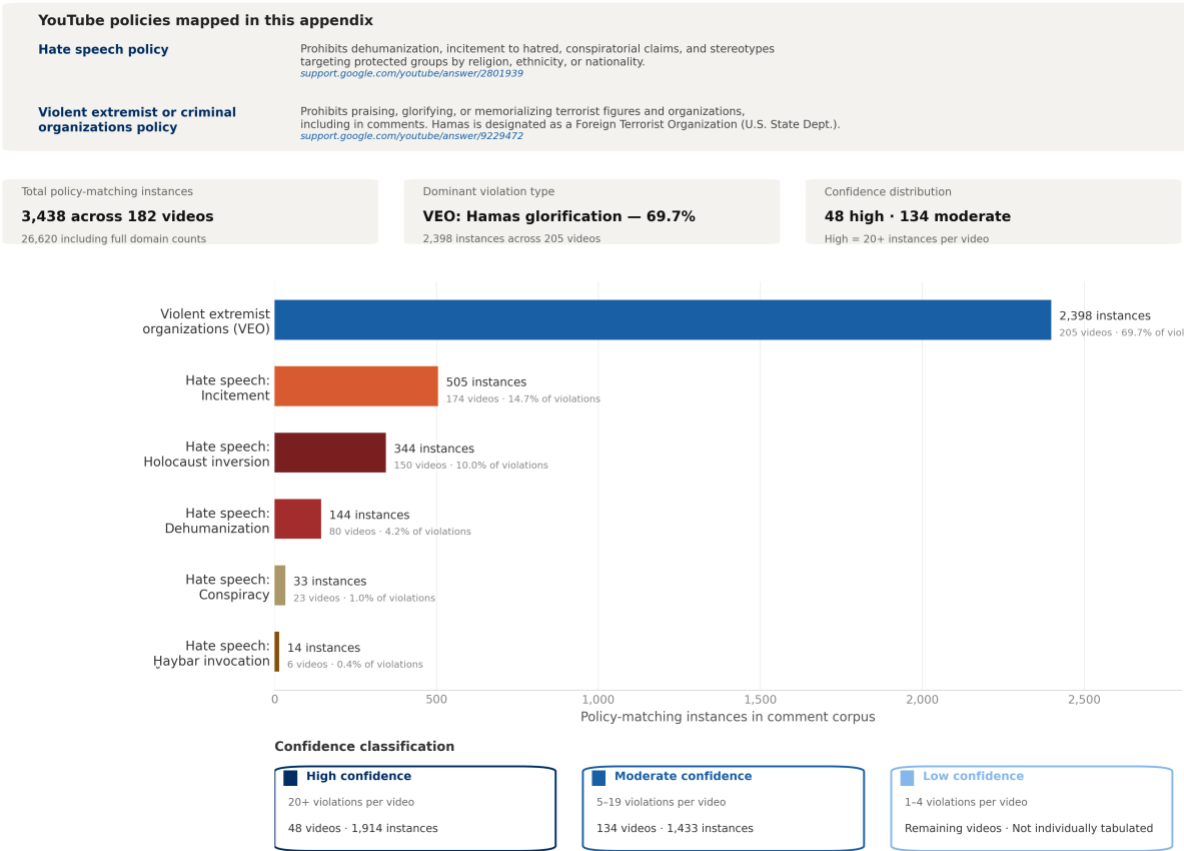 YouTube policies mapped in this appendix
Hate speech policy
Prohibits dehumanization, incitement to hatred, conspiratorial claims, and stereotypes
targeting protected groups by religion, ethnicity, or nationality.
support.google.com/youtube/answer/2801939
Violent extremist or criminal
organizations policy
Prohibits praising, glorifying, or memorializing terrorist figures and organizations,
including in comments. Hamas is designated as a Foreign Terrorist Organization (U.S. State Dept.).
support.google.com/youtube/answer/9229472
Total policy-matching instances
3,438 across 182 videos
26,620 including full domain counts
Dominant violation type
VEO: Hamas glorification — 69.7%
2,398 instances across 205 videos
Confidence distribution
48 high · 134 moderate
High = 20+ instances per video
Violent extremist
organizations (VEO)
2,398 instances
205 videos · 69.7% of viol
Hate speech:
Incitement
505 instances
174 videos · 14.7% of violations
Hate speech:
Holocaust inversion
344 instances
150 videos · 10.0% of violations
Hate speech:
Dehumanization
144 instances
80 videos · 4.2% of violations
Hate speech:
Conspiracy
33 instances
23 videos · 1.0% of violations
Hate speech:
Ḫaybar invocation
14 instances
6 videos · 0.4% of violations
0
500
1,000
1,500
2,000
2,500
Policy-matching instances in comment corpus
Confidence classification
High confidence
20+ violations per video
48 videos · 1,914 instances
Moderate confidence
5–19 violations per video
134 videos · 1,433 instances
Low confidence
1–4 violations per video
Remaining videos · Not individually tabulated